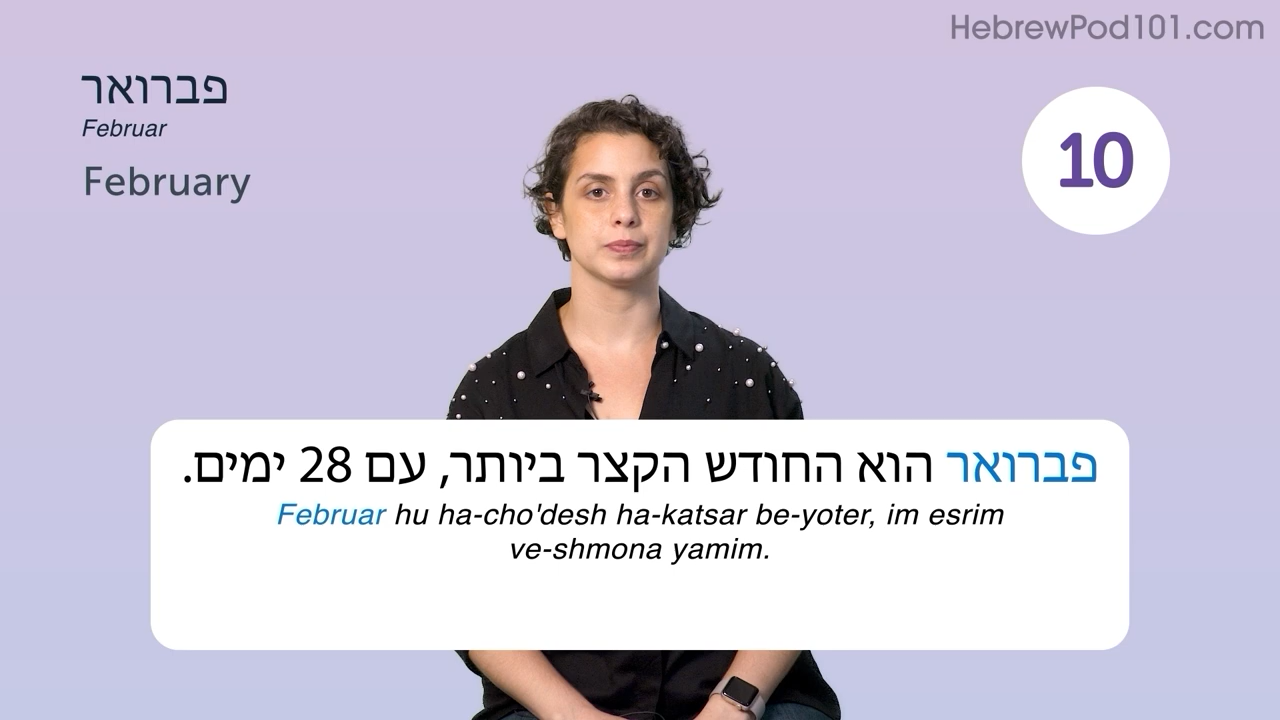 HebrewPod101.com
פברואר
Februar
February
10
פברואר הוא החודש הקצר ביותר, עם 28 ימים.
Februar hu ha-cho'desh ha-katsar be-yoter, im esrim
ve-shmona yamim.